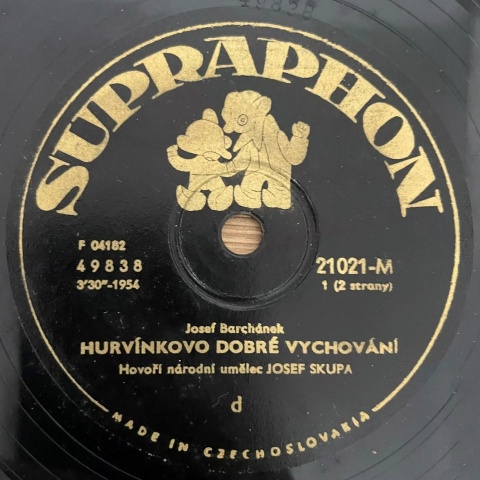 49838
SUPRAPHON
F 04182
49838
3'30"-1954
21021-M
1 (2 strany)
Josef Barchánek
HURVÍNKOVO DOBRÉ VYCHOVÁNÍ
Hovoří národní umělec JOSEF SKUPA
d
MADE IN CZECHOSLOVAKIA